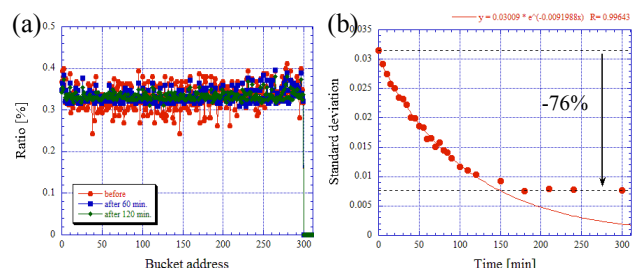 (a)
0.5
0.4
0.3
0.2
0.1
0
Ratio [%]
before
after 60 min.
after 120 min.
0 50 100 150 200 250 300
Bucket address
(b)
y = 0.03009 * e^(-0.0091988x) R= 0.99643
0.035
0.03
0.025
0.02
0.015
0.01
0.005
0
Standard deviation
-76%
0 50 100 150 200 250 300
Time [min]